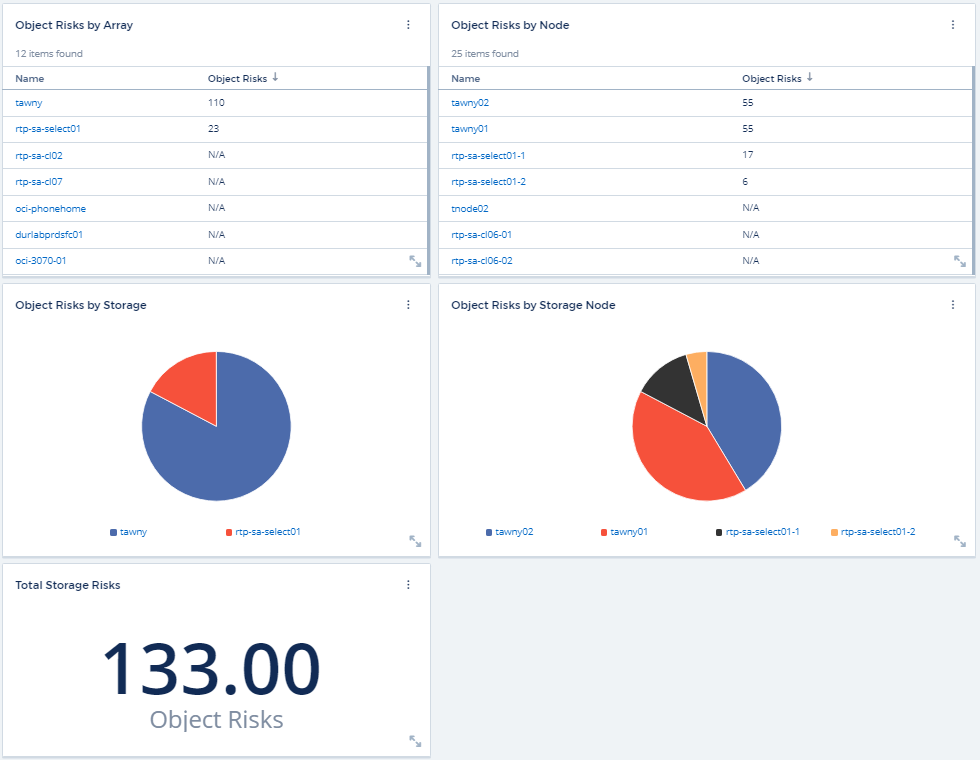 Object Risks by Array
12 items found
Name Object Risks ↓
tawny 110
rtp-sa-select01 23
rtp-sa-cl02 N/A
rtp-sa-cl07 N/A
oci-phonehome N/A
durlabprdsfc01 N/A
oci-3070-01 N/A
Object Risks by Node
25 items found
Name Object Risks ↓
tawny02 55
tawny01 55
rtp-sa-select01-1 17
rtp-sa-select01-2 6
tnode02 N/A
rtp-sa-cl06-01 N/A
rtp-sa-cl06-02 N/A
Object Risks by Storage
tawny rtp-sa-select01
Object Risks by Storage Node
tawny02 tawny01 rtp-sa-select01-1 rtp-sa-select01-2
Total Storage Risks
133.00
Object Risks